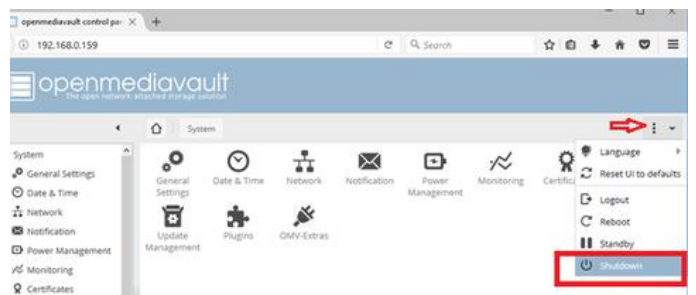 openmediavault control par
192.168.0.159
Search
openmediavault
The open network attached storage solution
System
System
General Settings
Date & Time
Network
Notification
Power Management
Monitoring
Certificates
General Settings
Date & Time
Network
Notification
Power Management
Monitoring
Certific
Update Management
Plugins
OMV-Extras
Language
Reset UI to defaults
Logout
Reboot
Standby
Shutdown